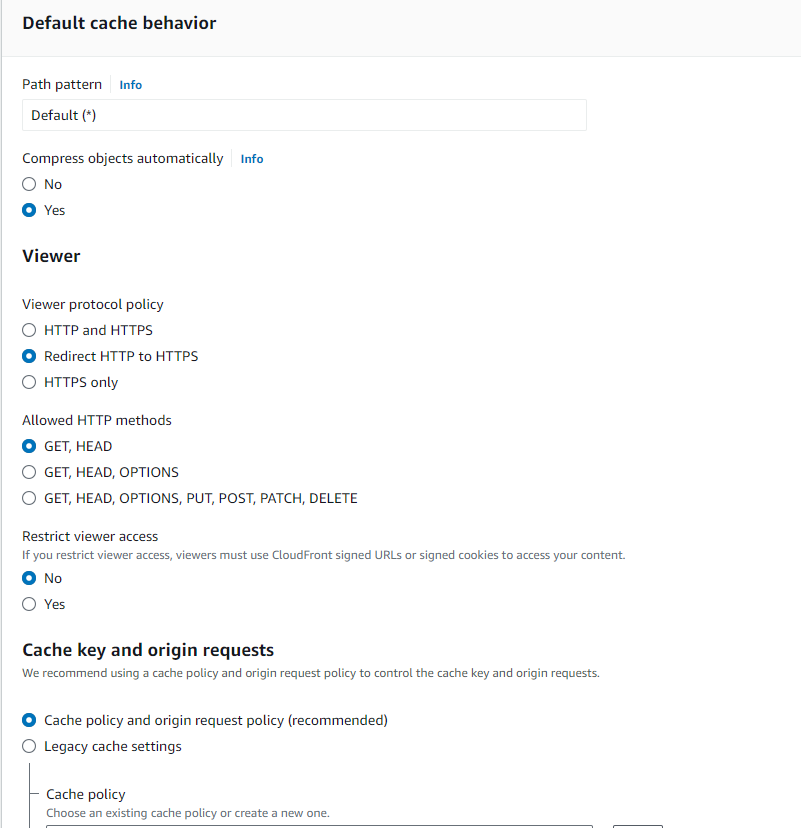 Default cache behavior
Path pattern Info
Default (*)
Compress objects automatically Info
No
Yes
Viewer
Viewer protocol policy
HTTP and HTTPS
Redirect HTTP to HTTPS
HTTPS only
Allowed HTTP methods
GET, HEAD
GET, HEAD, OPTIONS
GET, HEAD, OPTIONS, PUT, POST, PATCH, DELETE
Restrict viewer access
If you restrict viewer access, viewers must use CloudFront signed URLs or signed cookies to access your content.
No
Yes
Cache key and origin requests
We recommend using a cache policy and origin request policy to control the cache key and origin requests.
Cache policy and origin request policy (recommended)
Legacy cache settings
Cache policy
Choose an existing cache policy or create a new one.